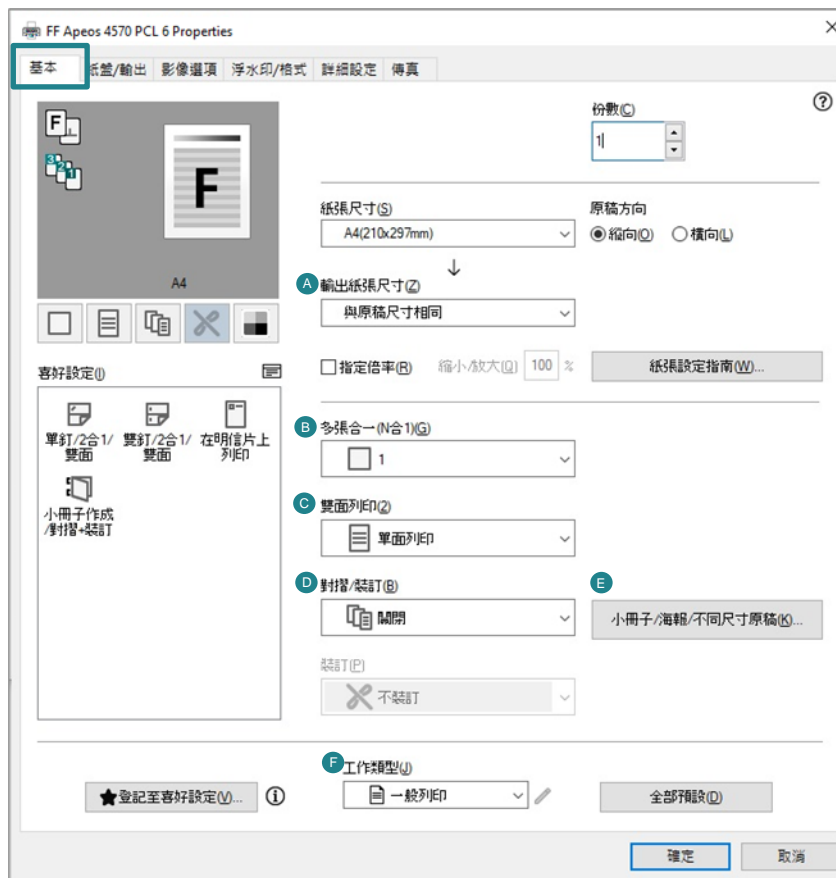 FF Apeos 4570 PCL 6 Properties
基本 紙盤/輸出 影像選項 浮水印/格式 詳細設定 傳真
份數(C)
1
F
3 2 1
F
A4
紙張尺寸(S)
A4(210x297mm)
原稿方向
縱向(O) 橫向(L)
A 輸出紙張尺寸(Z)
與原稿尺寸相同
指定倍率(R) 縮小/放大(Q) 100 %
紙張設定指南(W)...
喜好設定(I)
單釘/2合1/
雙面
雙釘/2合1/
雙面
在明信片上
列印
小冊子作成
/對摺+裝訂
B 多張合一(N合1)(G)
1
C 雙面列印(2)
單面列印
D 對摺/裝訂(B)
關閉
E
小冊子/海報/不同尺寸原稿(K)...
裝訂(P)
不裝訂
F 工作類型(J)
一般列印
登記至喜好設定(V)...
全部預設(D)
確定
取消